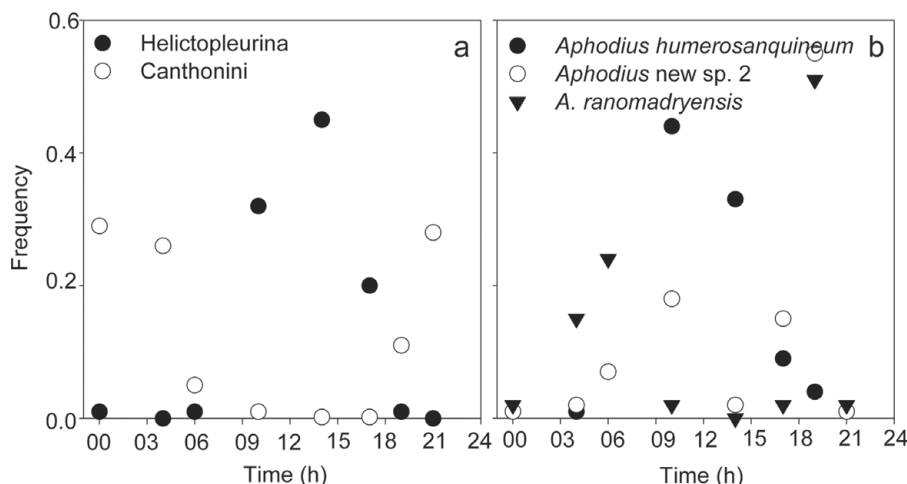 0.6
0.4
0.2
0.0
Frequency
Helictopleurina
Canthonini
a
00 03 06 09 12 15 18 21 24
Time (h)
Aphodius humerosanquineum
Aphodius new sp. 2
A. ranomadryensis
b
00 03 06 09 12 15 18 21 24
Time (h)